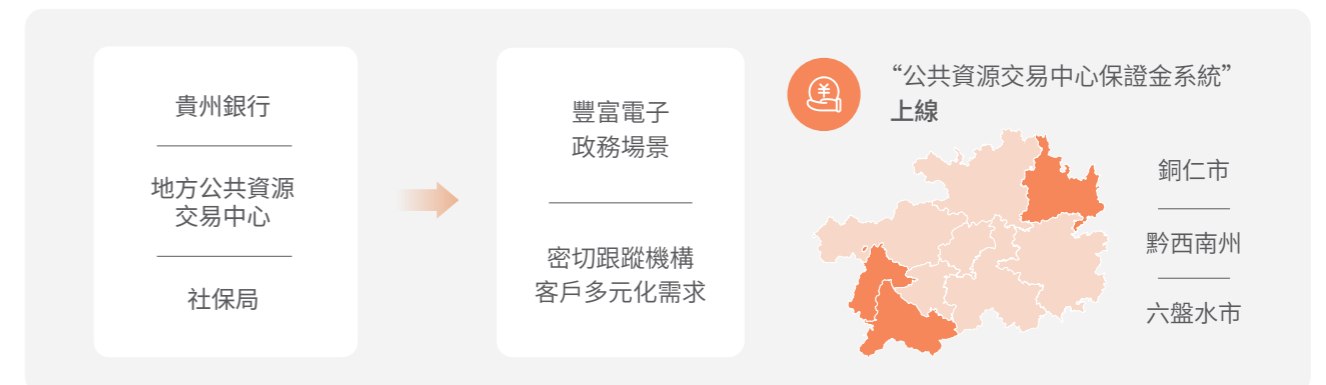 貴州銀行
地方公共資源
交易中心
社保局
豐富電子
政務場景
密切跟蹤機構
客戶多元化需求
¥
“公共資源交易中心保證金系統”
上線
銅仁市
黔西南州
六盤水市